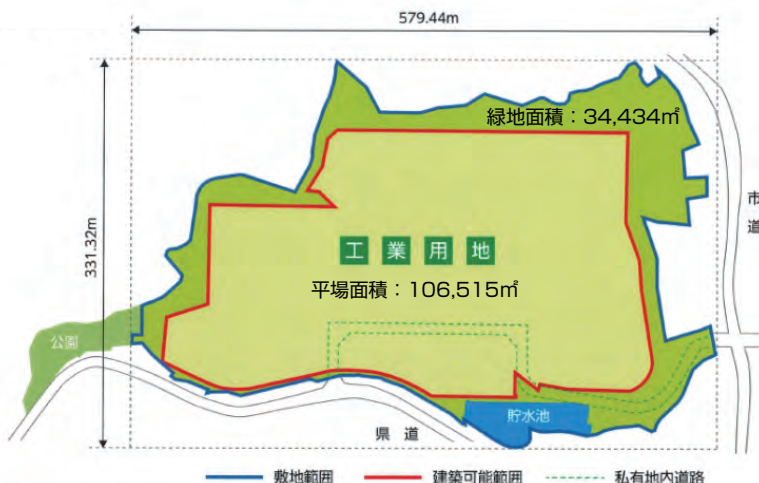 579.44m
緑地面積：34,434㎡
市道
331.32m
工業用地
平場面積：106,515㎡
公園
貯水池
県道
敷地範囲
建築可能範囲
私有地内道路